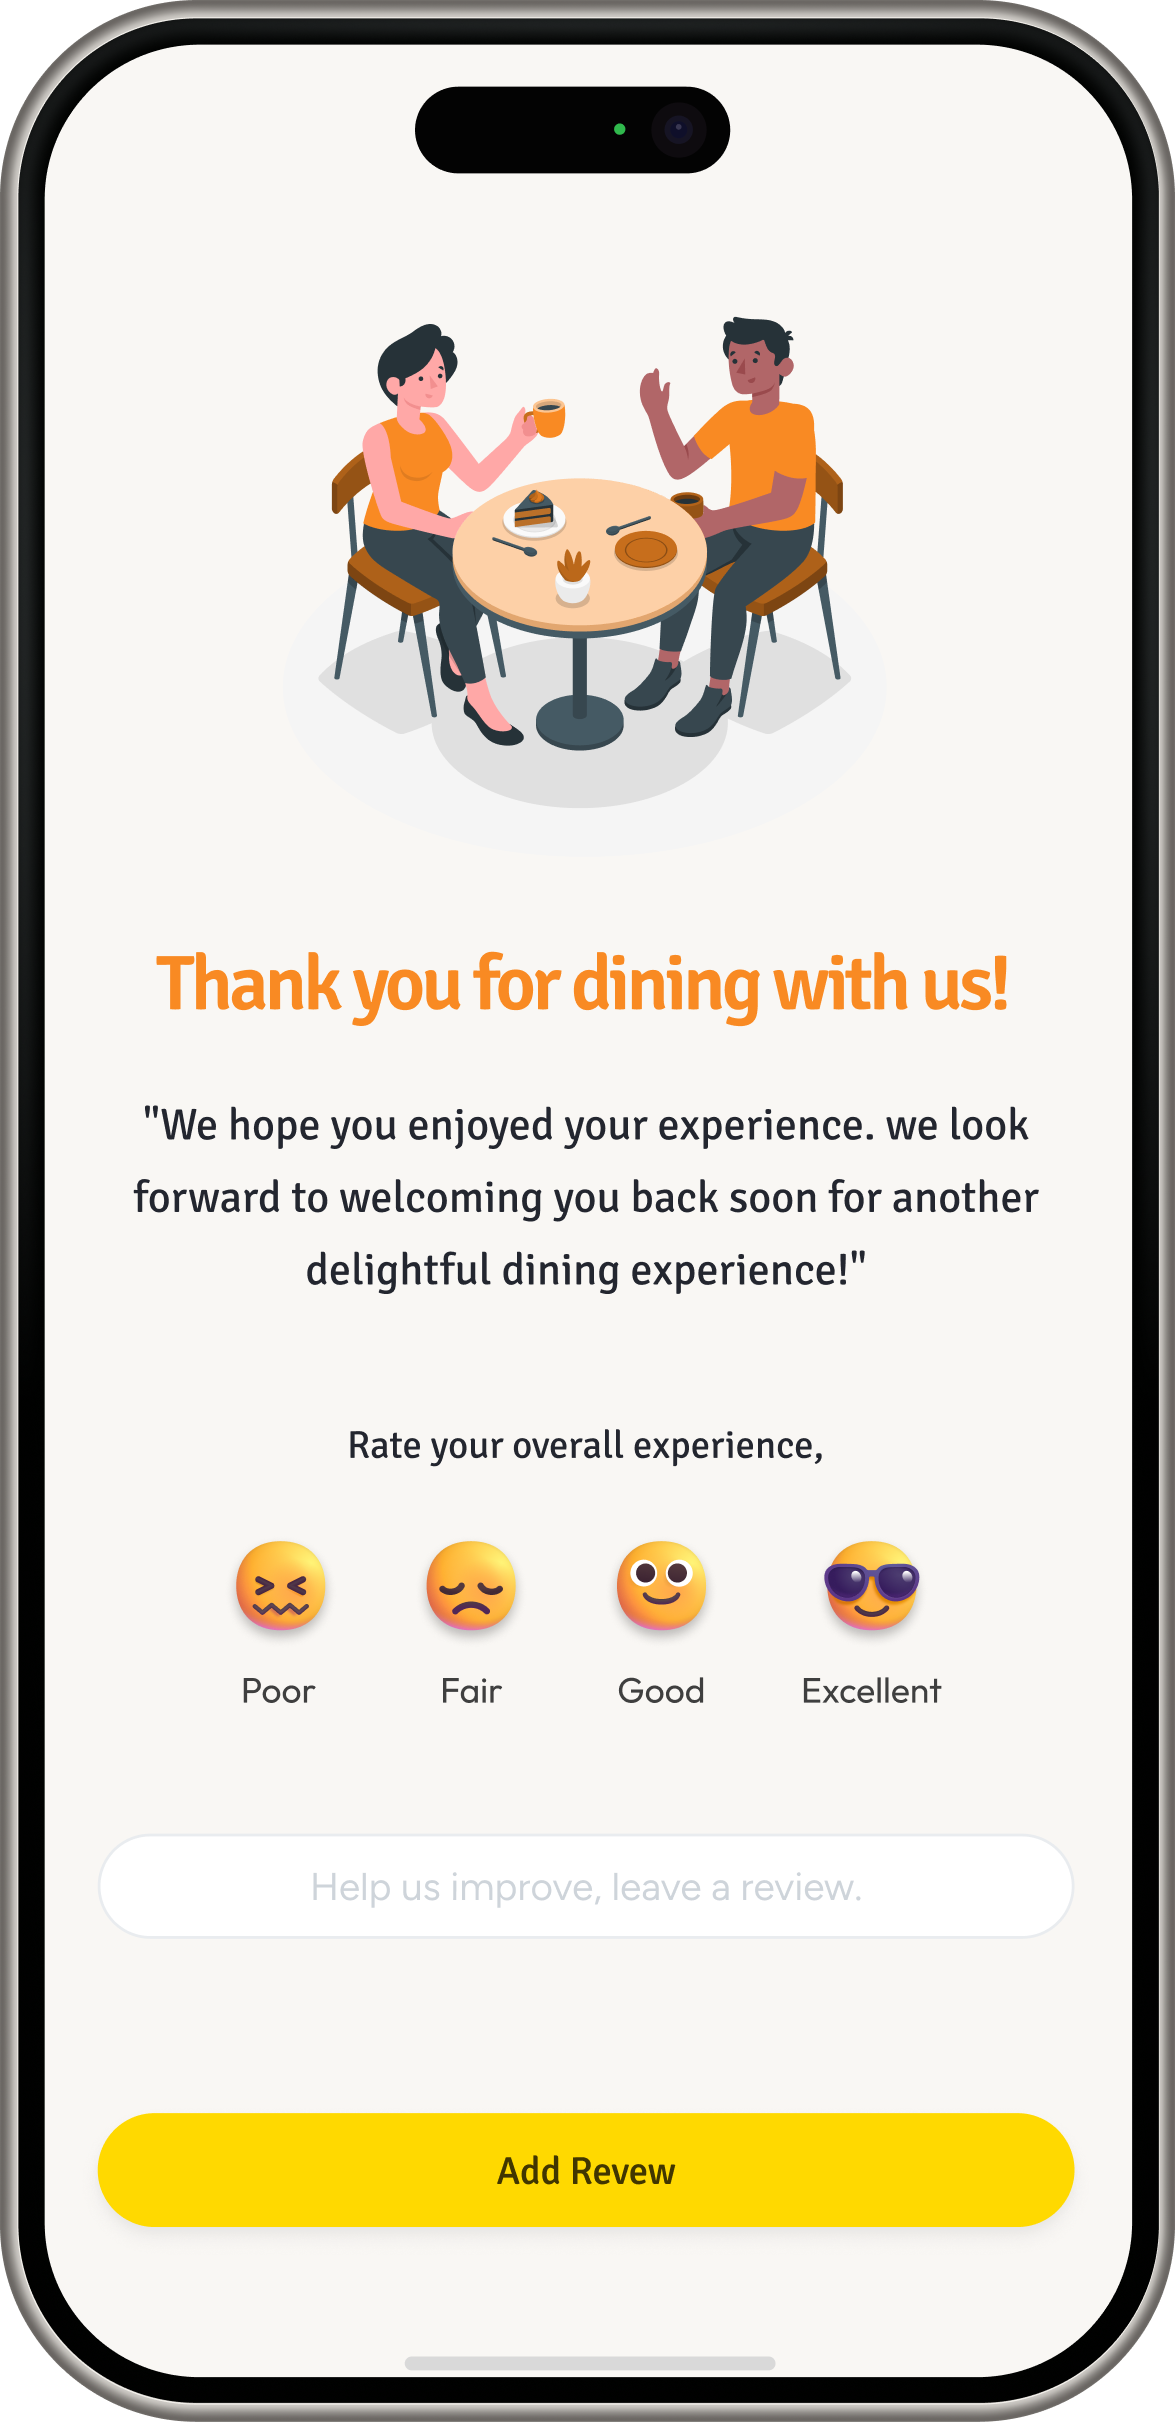 Thank you for dining with us!
"We hope you enjoyed your experience. we look
forward to welcoming you back soon for another
delightful dining experience!"
Rate your overall experience,
Poor Fair Good Excellent
Help us improve, leave a review.
Add Revew